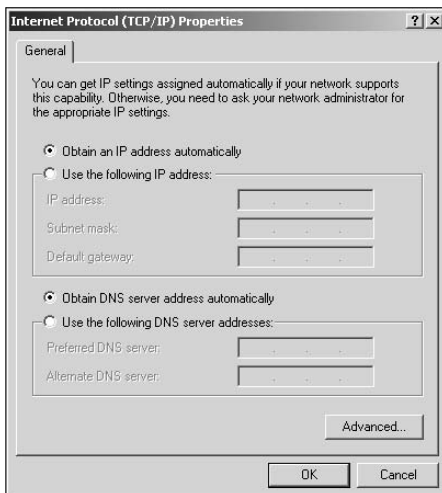 Internet Protocol (TCP/IP) Properties
General
You can get IP settings assigned automatically if your network supports
this capability. Otherwise, you need to ask your network administrator for
the appropriate IP settings.
Obtain an IP address automatically
Use the following IP address:
IP address:
Subnet mask:
Default gateway:
Obtain DNS server address automatically
Use the following DNS server addresses:
Preferred DNS server:
Alternate DNS server:
Advanced...
OK
Cancel